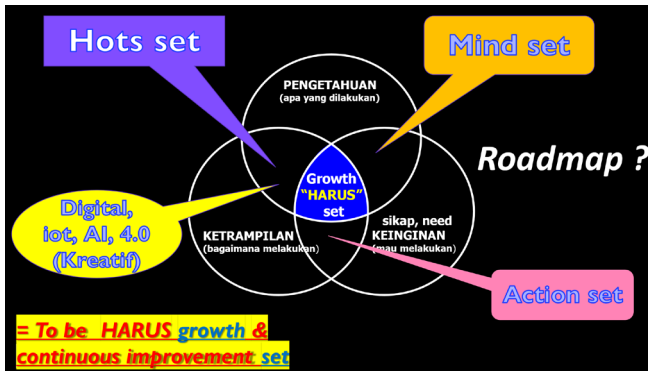 Hots set
Mind set
PENGETAHUAN
(apa yang dilakukan)
Roadmap ?
Growth
"HARUS"
set
Digital,
iot, AI, 4.0
(Kreatif)
KETRAMPILAN
(bagaimana melakukan)
sikap, need
KEINGINAN
(mau melakukan)
Action set
= To be HARUS growth &
continuous improvement set